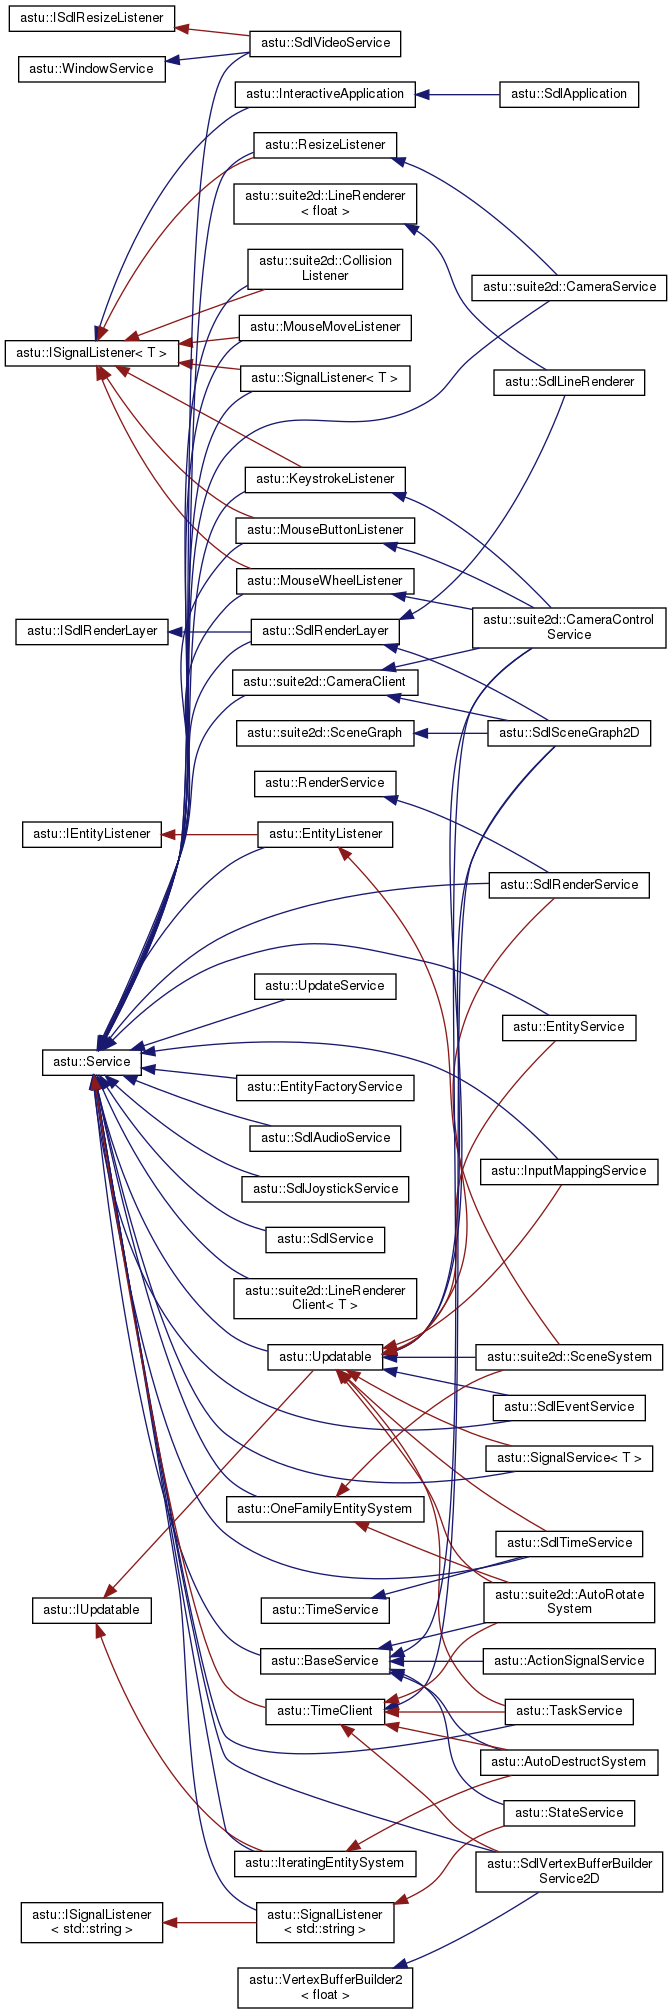 astu::ISdlResizeListener
astu::SdlVideoService
astu::WindowService
astu::InteractiveApplication
astu::SdlApplication
astu::ResizeListener
astu::suite2d::LineRenderer
< float >
astu::suite2d::Collision
Listener
astu::suite2d::CameraService
astu::MouseMoveListener
astu::ISignalListener< T >
astu::SignalListener< T >
astu::SdlLineRenderer
astu::KeystrokeListener
astu::MouseButtonListener
astu::MouseWheelListener
astu::suite2d::CameraControl
Service
astu::ISdlRenderLayer
astu::SdlRenderLayer
astu::suite2d::CameraClient
astu::suite2d::SceneGraph
astu::SdlSceneGraph2D
astu::RenderService
astu::IEntityListener
astu::EntityListener
astu::SdlRenderService
astu::UpdateService
astu::EntityService
astu::Service
astu::EntityFactoryService
astu::SdlAudioService
astu::InputMappingService
astu::SdlJoystickService
astu::SdlService
astu::suite2d::LineRenderer
Client< T >
astu::Updatable
astu::suite2d::SceneSystem
astu::SdlEventService
astu::SignalService< T >
astu::OneFamilyEntitySystem
astu::SdlTimeService
astu::IUpdatable
astu::TimeService
astu::suite2d::AutoRotate
System
astu::BaseService
astu::ActionSignalService
astu::TimeClient
astu::TaskService
astu::AutoDestructSystem
astu::StateService
astu::IteratingEntitySystem
astu::SdlVertexBufferBuilder
Service2D
astu::ISignalListener
< std::string >
astu::SignalListener
< std::string >
astu::VertexBufferBuilder2
< float >